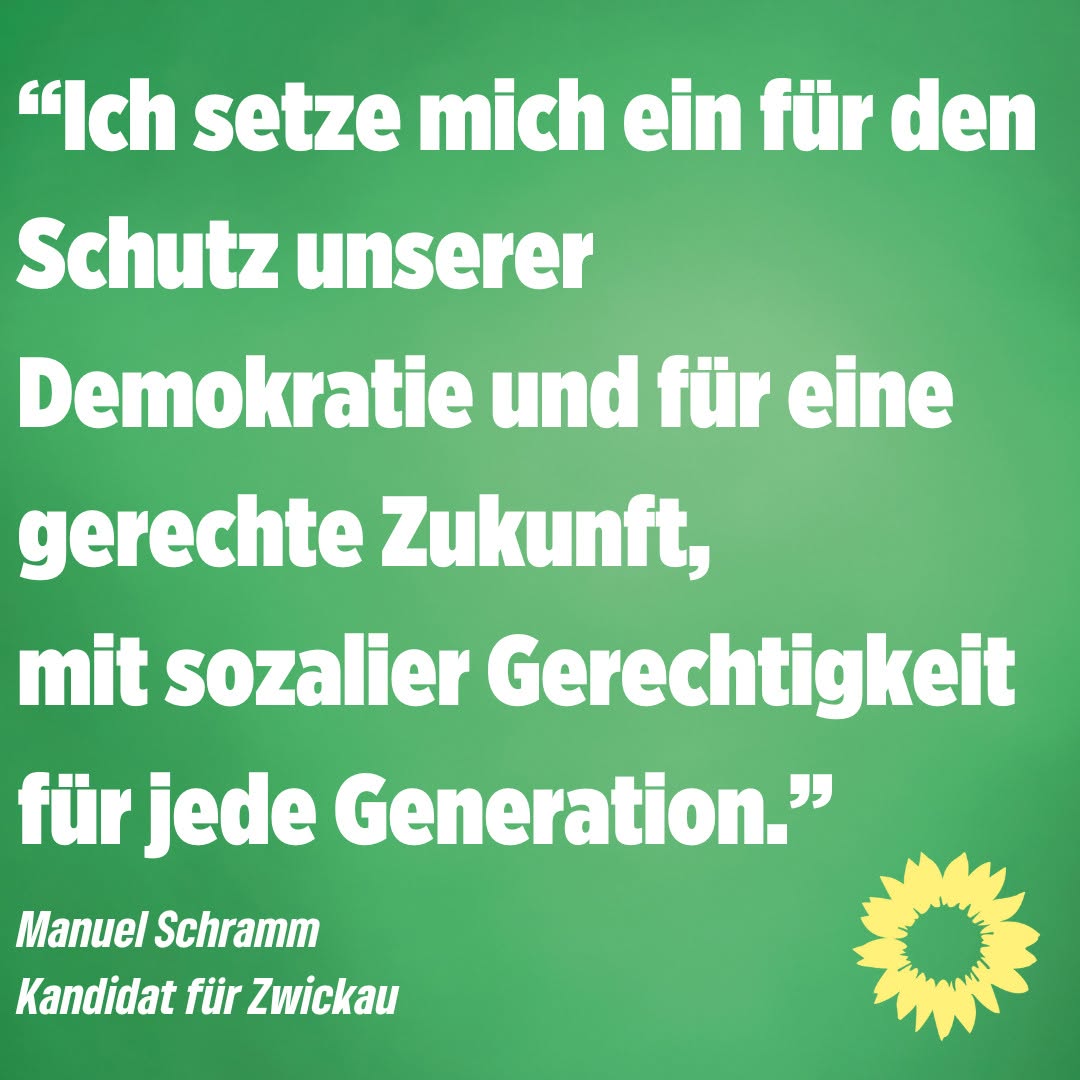 “Ich setze mich ein für den
Schutz unserer
Demokratie und für eine
gerechte Zukunft,
mit sozalier Gerechtigkeit
für jede Generation.”
Manuel Schramm
Kandidat für Zwickau